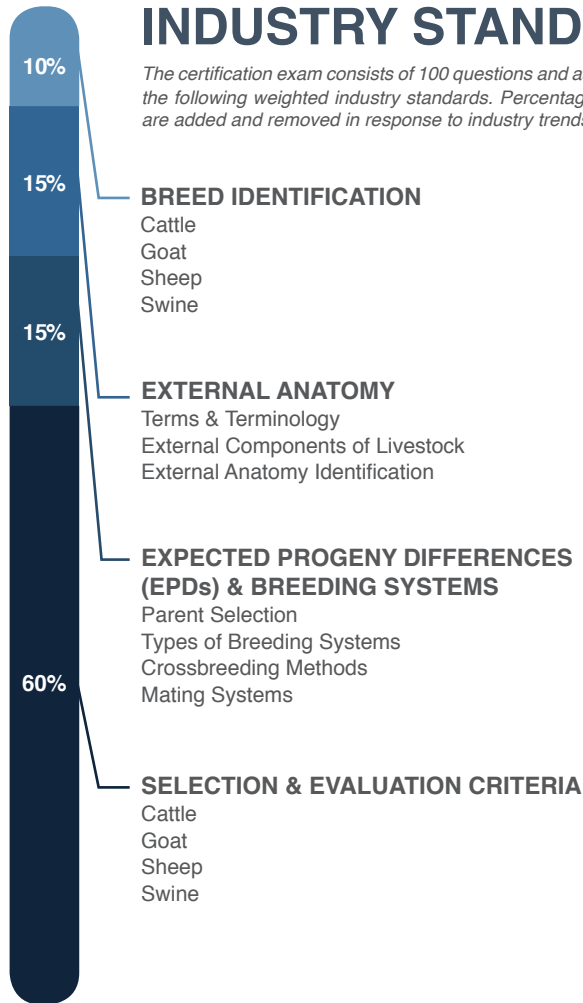 INDUSTRY STAND
The certification exam consists of 100 questions and a
the following weighted industry standards. Percentag
are added and removed in response to industry trends
10%
BREED IDENTIFICATION
Cattle
Goat
Sheep
Swine
15%
EXTERNAL ANATOMY
Terms & Terminology
External Components of Livestock
External Anatomy Identification
15%
EXPECTED PROGENY DIFFERENCES
(EPDs) & BREEDING SYSTEMS
Parent Selection
Types of Breeding Systems
Crossbreeding Methods
Mating Systems
60%
SELECTION & EVALUATION CRITERIA
Cattle
Goat
Sheep
Swine